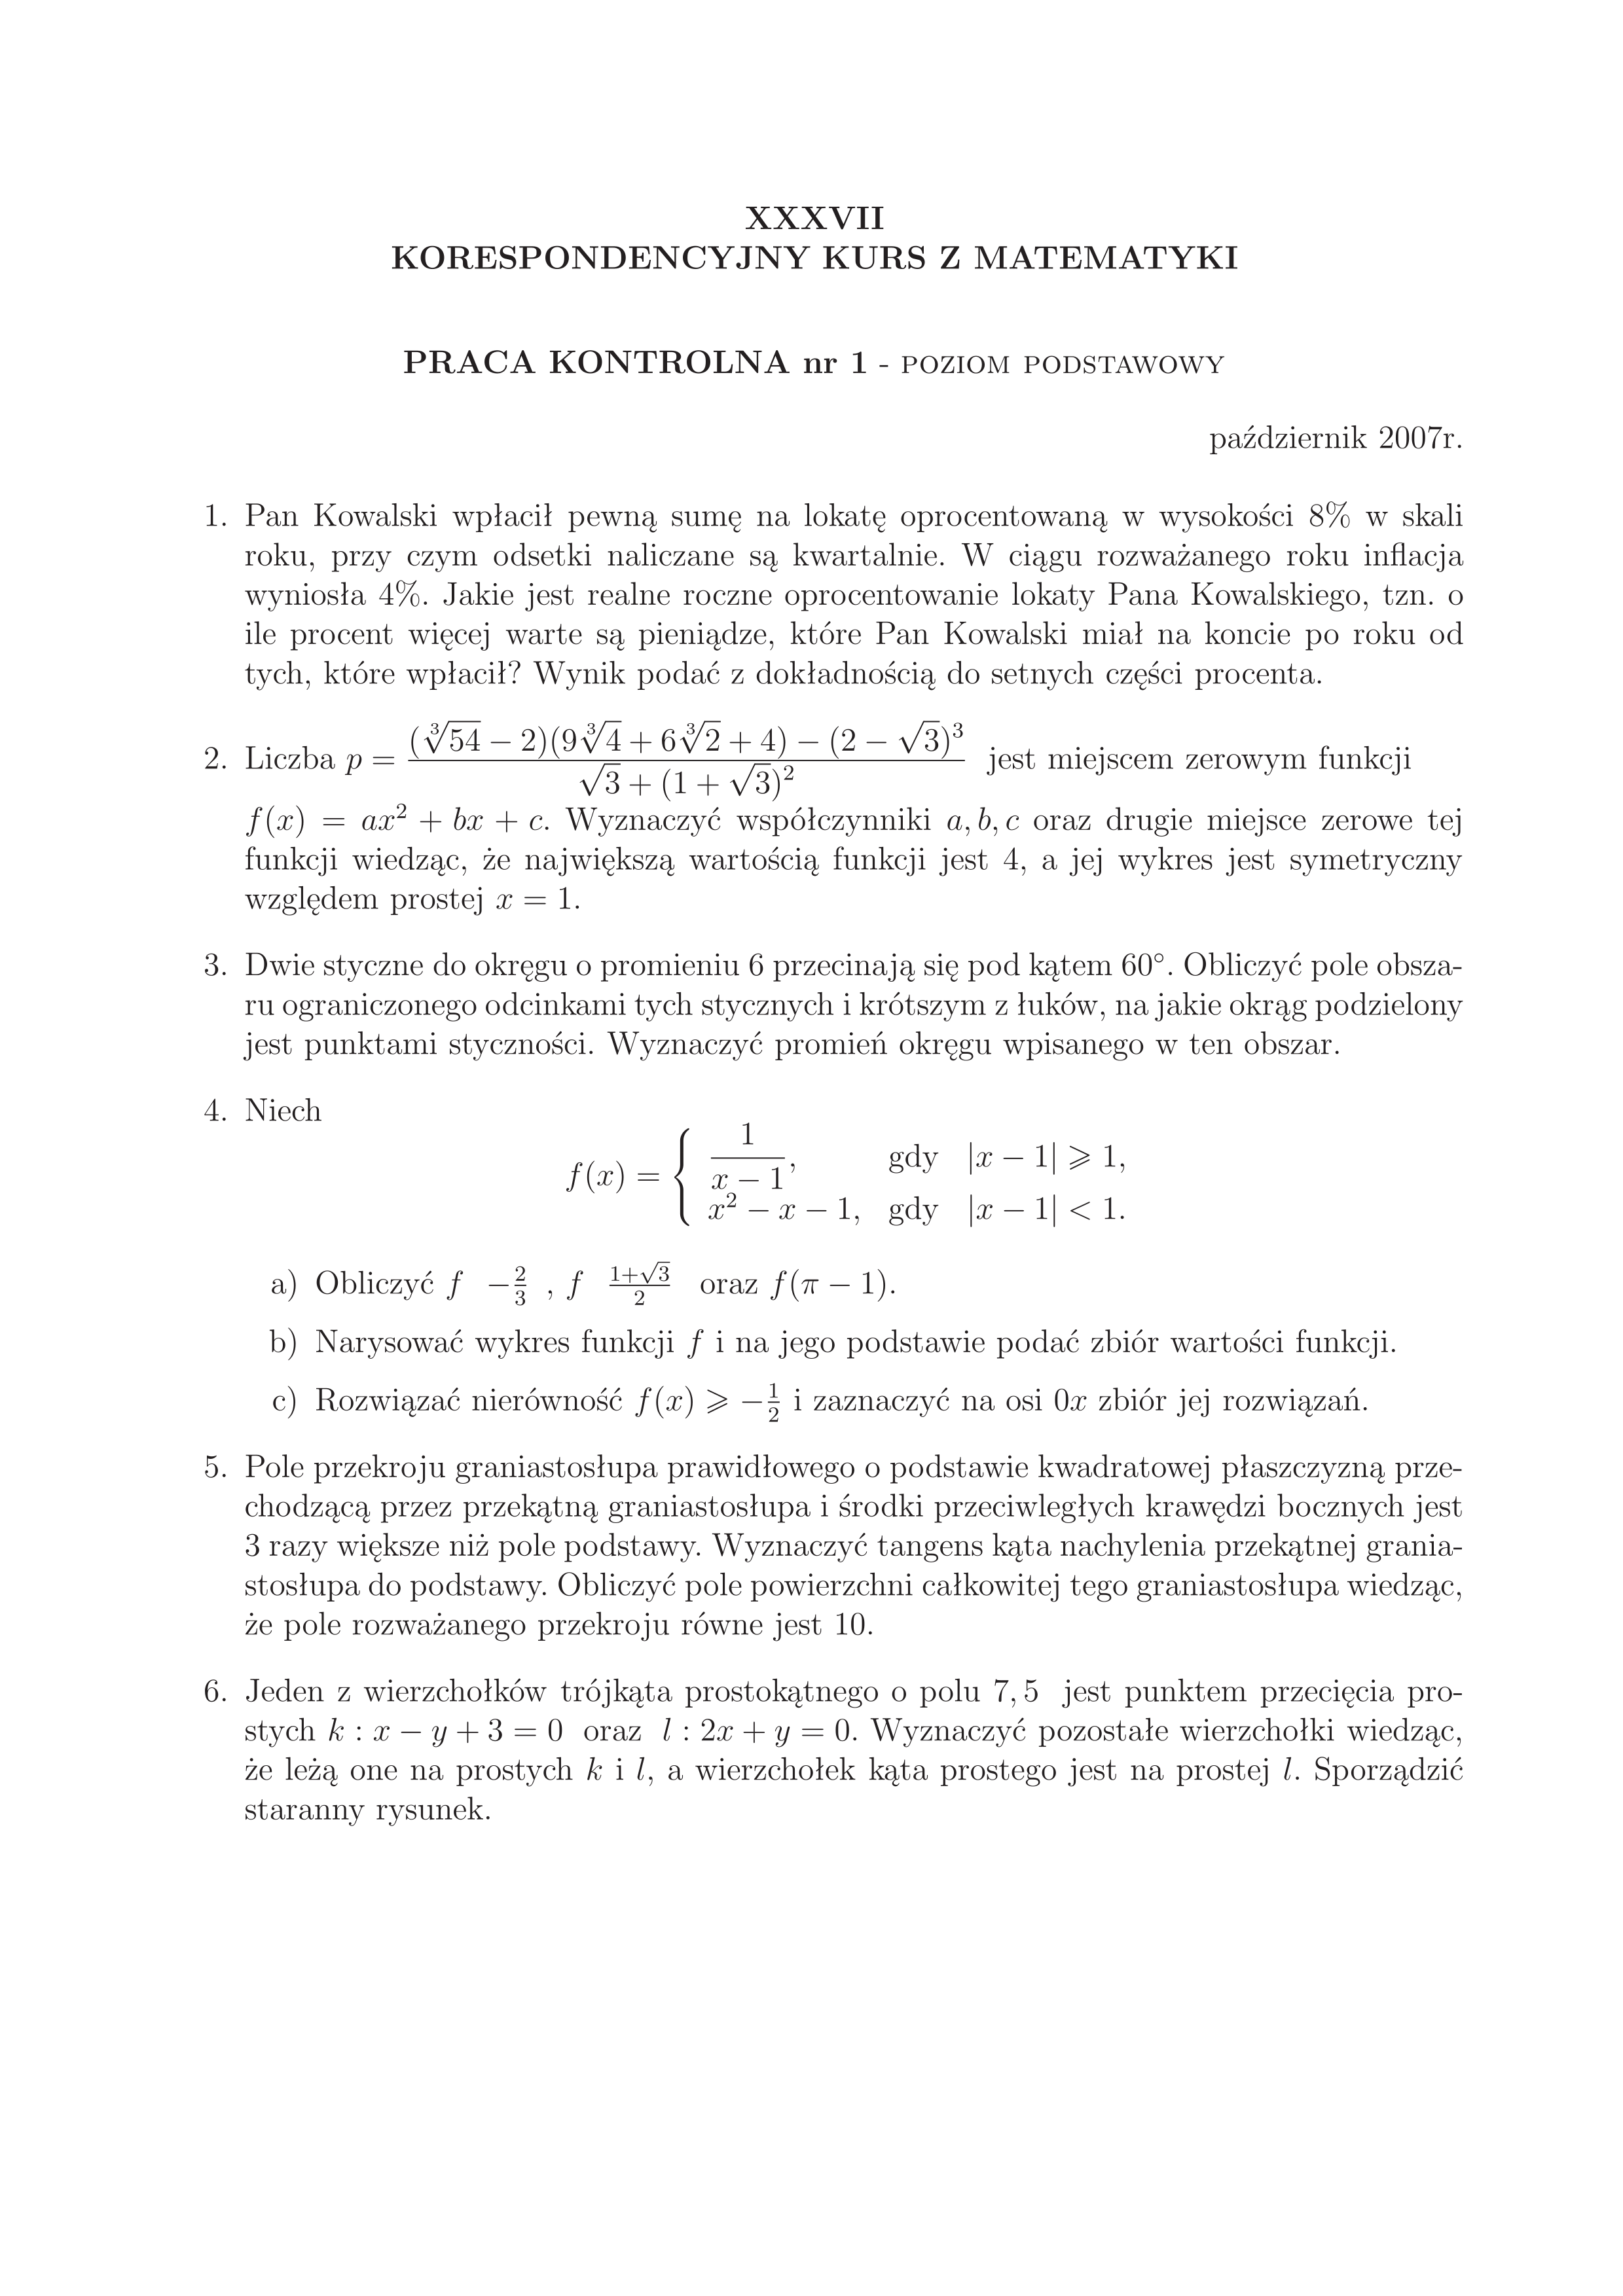 XXXVII
KORESPONDENCYJNY KURS Z MATEMATYKI
PRACA KONTROLNA nr 1 - POZIOM PODSTAWOWY
październik 2007r.
1. Pan Kowalski wpłacił pewną sumę na lokatę oprocentowaną w wysokości 8% w skali
roku, przy czym odsetki naliczane są kwartalnie. W ciągu rozważanego roku inflacja
wyniosła 4%. Jakie jest realne roczne oprocentowanie lokaty Pana Kowalskiego, tzn. o
ile procent więcej warte są pieniądze, które Pan Kowalski miał na koncie po roku od
tych, które wpłacił? Wynik podać z dokładnością do setnych części procenta.
2. Liczba $p = \frac{(\sqrt[3]{54} - 2)(9\sqrt[3]{4} + 6\sqrt[3]{2} + 4) - (2 - \sqrt{3})^3}{\sqrt{3} + (1 + \sqrt{3})^2}$ jest miejscem zerowym funkcji
$f(x) = ax^2 + bx + c$. Wyznaczyć współczynniki $a, b, c$ oraz drugie miejsce zerowe tej
funkcji wiedząc, że największą wartością funkcji jest 4, a jej wykres jest symetryczny
względem prostej $x = 1$.
3. Dwie styczne do okręgu o promieniu 6 przecinają się pod kątem 60°. Obliczyć pole obsza-
ru ograniczonego odcinkami tych stycznych i krótszym z łuków, na jakie okrąg podzielony
jest punktami styczności. Wyznaczyć promień okręgu wpisanego w ten obszar.
4. Niech
$f(x) = \begin{cases} \frac{1}{x-1}, & \text{gdy } |x-1| \geqslant 1, \\ x^2 - x - 1, & \text{gdy } |x-1| < 1. \end{cases}$
a) Obliczyć $f\ -\frac{2}{3}\ , f\ \frac{1+\sqrt{3}}{2}$ oraz $f(\pi - 1)$.
b) Narysować wykres funkcji $f$ i na jego podstawie podać zbiór wartości funkcji.
c) Rozwiązać nierówność $f(x) \geqslant -\frac{1}{2}$ i zaznaczyć na osi $0x$ zbiór jej rozwiązań.
5. Pole przekroju graniastosłupa prawidłowego o podstawie kwadratowej płaszczyzną prze-
chodzącą przez przekątną graniastosłupa i środki przeciwległych krawędzi bocznych jest
3 razy większe niż pole podstawy. Wyznaczyć tangens kąta nachylenia przekątnej grania-
stosłupa do podstawy. Obliczyć pole powierzchni całkowitej tego graniastosłupa wiedząc,
że pole rozważanego przekroju równe jest 10.
6. Jeden z wierzchołków trójkąta prostokątnego o polu 7, 5 jest punktem przecięcia pro-
stych $k : x - y + 3 = 0$ oraz $l : 2x + y = 0$. Wyznaczyć pozostałe wierzchołki wiedząc,
że leżą one na prostych $k$ i $l$, a wierzchołek kąta prostego jest na prostej $l$. Sporządzić
staranny rysunek.